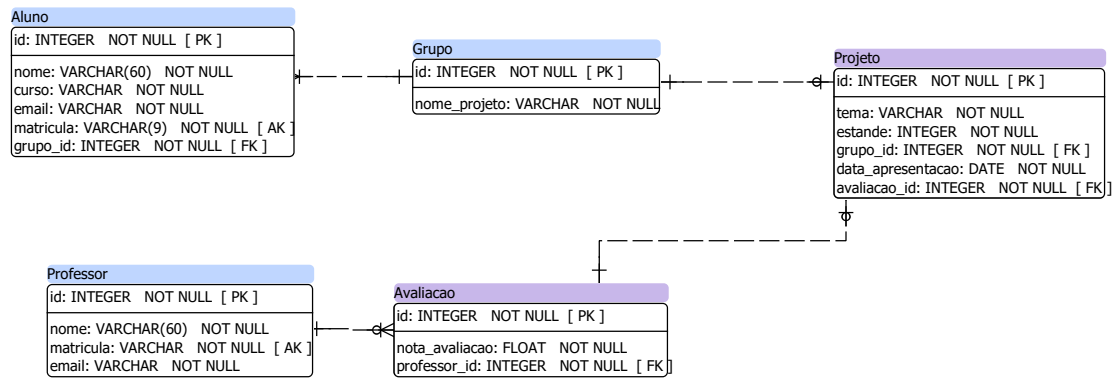 Aluno
id: INTEGER   NOT NULL  [ PK ]
nome: VARCHAR(60)   NOT NULL
curso: VARCHAR   NOT NULL
email: VARCHAR   NOT NULL
matricula: VARCHAR(9)   NOT NULL  [ AK ]
grupo_id: INTEGER   NOT NULL  [ FK ]
Grupo
id: INTEGER   NOT NULL  [ PK ]
nome_projeto: VARCHAR   NOT NULL
Projeto
id: INTEGER   NOT NULL  [ PK ]
tema: VARCHAR   NOT NULL
estande: INTEGER   NOT NULL
grupo_id: INTEGER   NOT NULL  [ FK ]
data_apresentacao: DATE   NOT NULL
avaliacao_id: INTEGER   NOT NULL  [ FK ]
Professor
id: INTEGER   NOT NULL  [ PK ]
nome: VARCHAR(60)   NOT NULL
matricula: VARCHAR   NOT NULL  [ AK ]
email: VARCHAR   NOT NULL
Avaliacao
id: INTEGER   NOT NULL  [ PK ]
nota_avaliacao: FLOAT   NOT NULL
professor_id: INTEGER   NOT NULL  [ FK ]